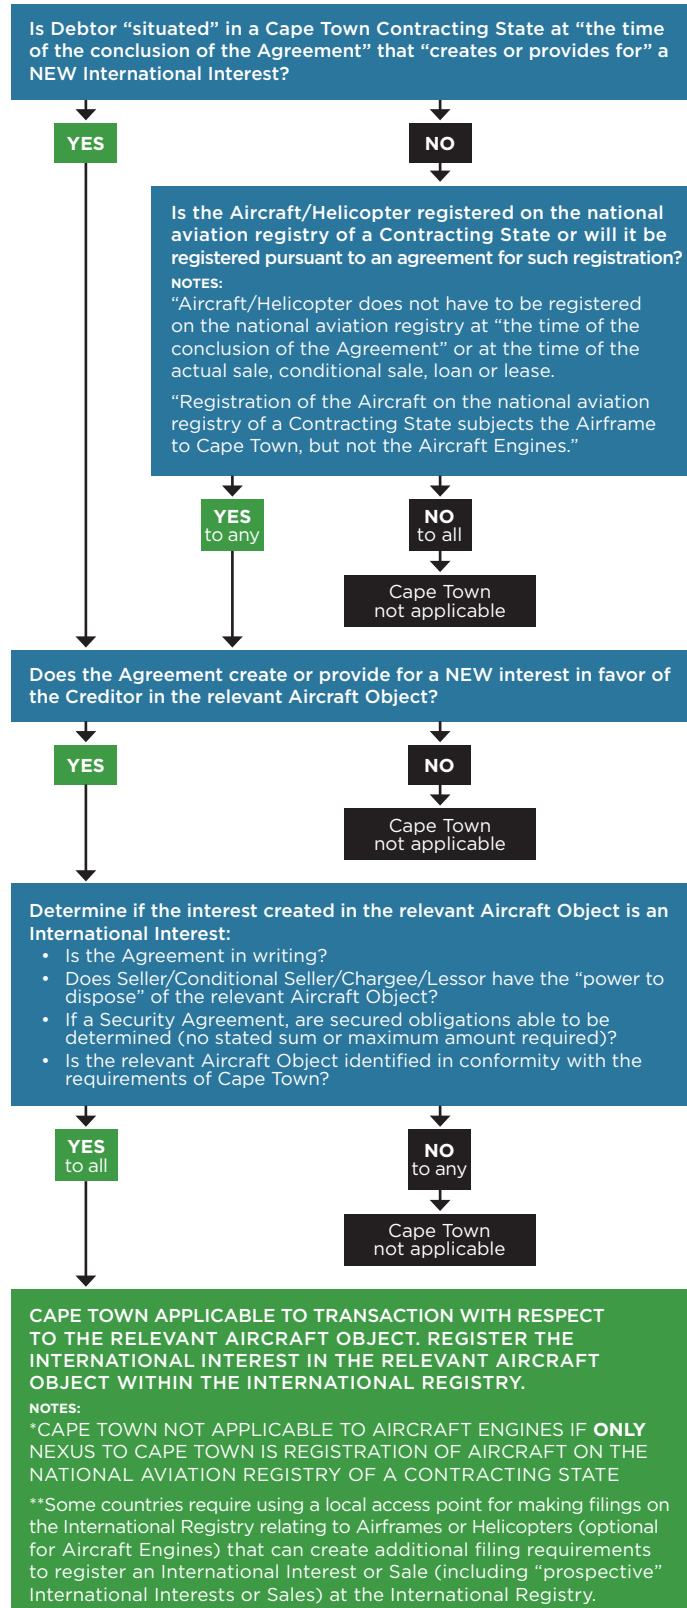 Is Debtor “situated” in a Cape Town Contracting State at “the time
of the conclusion of the Agreement” that “creates or provides for” a
NEW International Interest?
YES
NO
Is the Aircraft/Helicopter registered on the national
aviation registry of a Contracting State or will it be
registered pursuant to an agreement for such registration?
NOTES:
“Aircraft/Helicopter does not have to be registered
on the national aviation registry at “the time of the
conclusion of the Agreement” or at the time of the
actual sale, conditional sale, loan or lease.
“Registration of the Aircraft on the national aviation
registry of a Contracting State subjects the Airframe
to Cape Town, but not the Aircraft Engines.”
YES
to any
NO
to all
Cape Town
not applicable
Does the Agreement create or provide for a NEW interest in favor of
the Creditor in the relevant Aircraft Object?
YES
NO
Cape Town
not applicable
Determine if the interest created in the relevant Aircraft Object is an
International Interest:
• Is the Agreement in writing?
• Does Seller/Conditional Seller/Chargee/Lessor have the “power to
dispose” of the relevant Aircraft Object?
• If a Security Agreement, are secured obligations able to be
determined (no stated sum or maximum amount required)?
• Is the relevant Aircraft Object identified in conformity with the
requirements of Cape Town?
YES
to all
NO
to any
Cape Town
not applicable
CAPE TOWN APPLICABLE TO TRANSACTION WITH RESPECT
TO THE RELEVANT AIRCRAFT OBJECT. REGISTER THE
INTERNATIONAL INTEREST IN THE RELEVANT AIRCRAFT
OBJECT WITHIN THE INTERNATIONAL REGISTRY.
NOTES:
*CAPE TOWN NOT APPLICABLE TO AIRCRAFT ENGINES IF ONLY
NEXUS TO CAPE TOWN IS REGISTRATION OF AIRCRAFT ON THE
NATIONAL AVIATION REGISTRY OF A CONTRACTING STATE
**Some countries require using a local access point for making filings on
the International Registry relating to Airframes or Helicopters (optional
for Aircraft Engines) that can create additional filing requirements
to register an International Interest or Sale (including “prospective”
International Interests or Sales) at the International Registry.